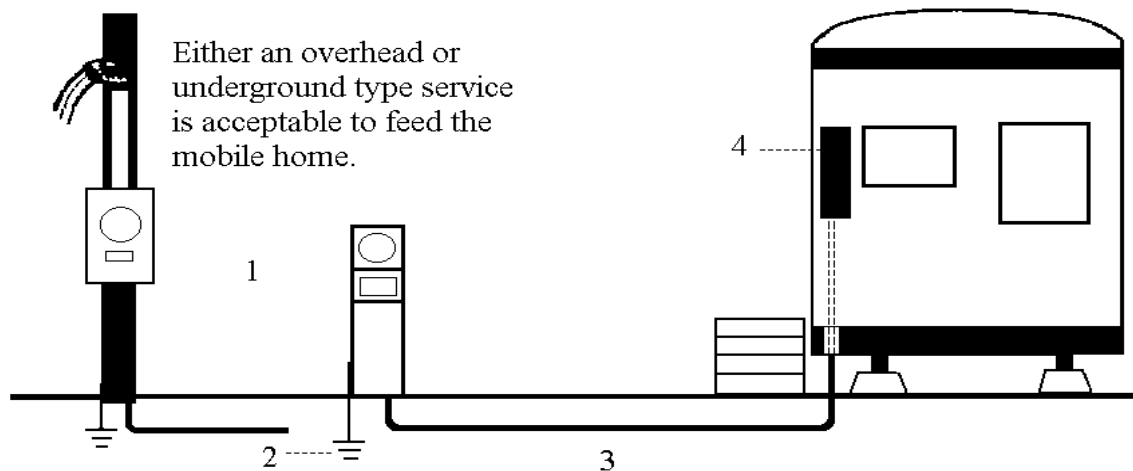 Either an overhead or
underground type service
is acceptable to feed the
mobile home.
4
1
2
3